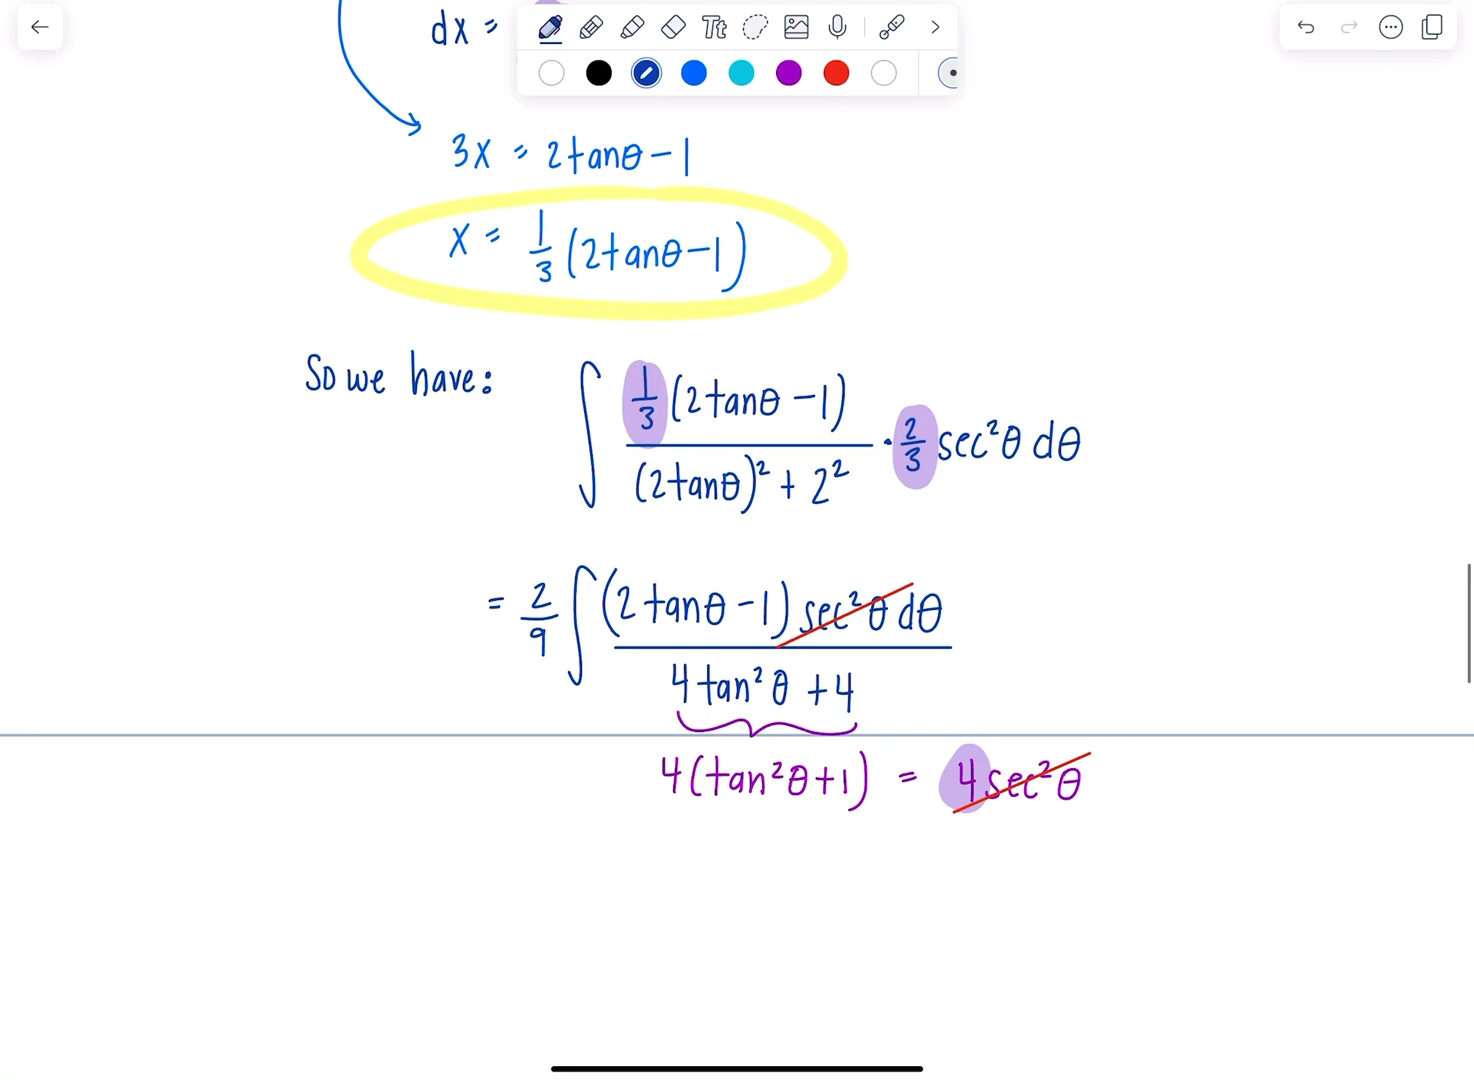 dx =
Tt
3x = 2tanθ-1
x = 1/3 (2tanθ-1)
So we have: ∫ 1/3 (2tanθ-1) / (2tanθ)² + 2² · 2/3 sec²θ dθ
= 2/9 ∫ (2tanθ-1) sec²θ dθ / 4tan²θ + 4
4(tan²θ+1) = 4sec²θ